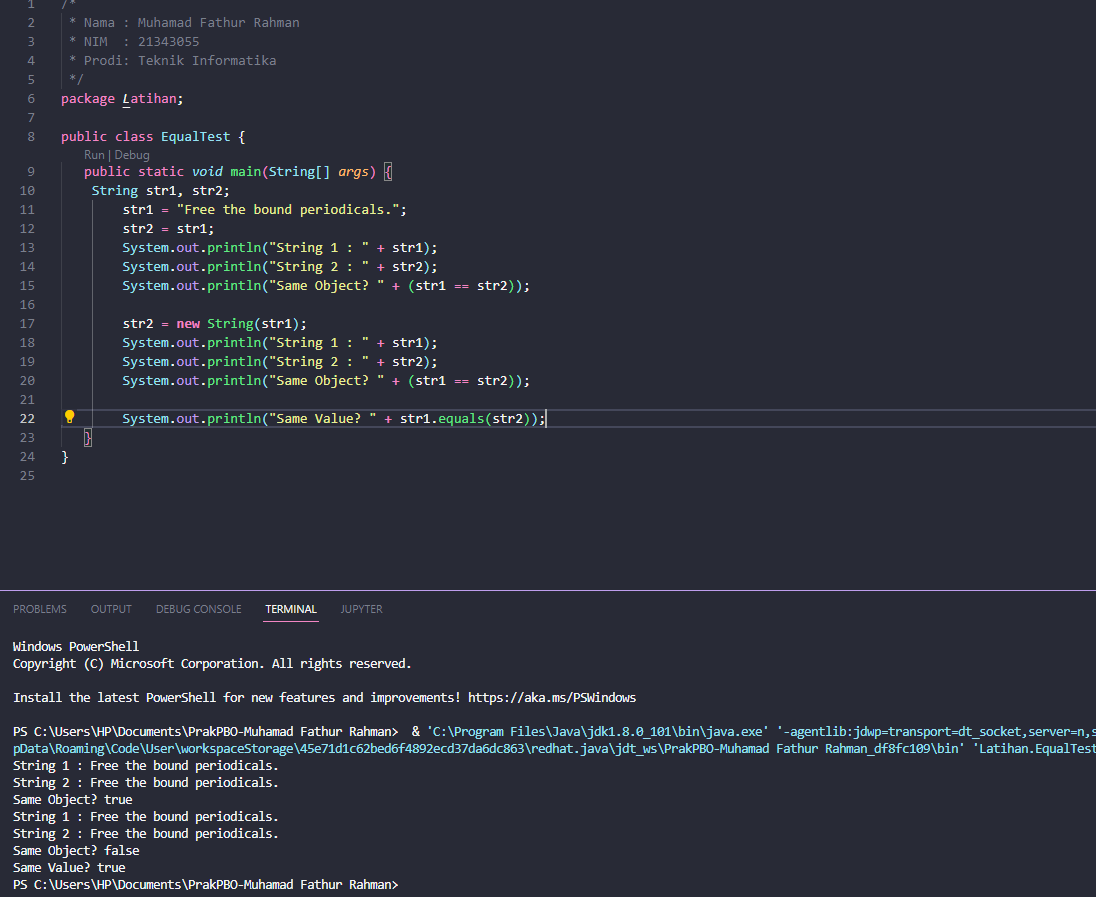 1 /*
2 * Nama : Muhamad Fathur Rahman
3 * NIM  : 21343055
4 * Prodi: Teknik Informatika
5 */
6 package Latihan;
7
8 public class EqualTest {
Run | Debug
9 public static void main(String[] args) {
10 String str1, str2;
11 str1 = "Free the bound periodicals.";
12 str2 = str1;
13 System.out.println("String 1 : " + str1);
14 System.out.println("String 2 : " + str2);
15 System.out.println("Same Object? " + (str1 == str2));
16
17 str2 = new String(str1);
18 System.out.println("String 1 : " + str1);
19 System.out.println("String 2 : " + str2);
20 System.out.println("Same Object? " + (str1 == str2));
21
22 System.out.println("Same Value? " + str1.equals(str2));
23 }
24 }
25
PROBLEMS OUTPUT DEBUG CONSOLE TERMINAL JUPYTER
Windows PowerShell
Copyright (C) Microsoft Corporation. All rights reserved.
Install the latest PowerShell for new features and improvements! https://aka.ms/PSWindows
PS C:\Users\HP\Documents\PrakPBO-Muhamad Fathur Rahman>  & 'C:\Program Files\Java\jdk1.8.0_101\bin\java.exe' '-agentlib:jdwp=transport=dt_socket,server=n,s
pData\Roaming\Code\User\workspaceStorage\45e71d1c62bed6f4892ecd37da6dc863\redhat.java\jdt_ws\PrakPBO-Muhamad Fathur Rahman_df8fc109\bin' 'Latihan.EqualTest
String 1 : Free the bound periodicals.
String 2 : Free the bound periodicals.
Same Object? true
String 1 : Free the bound periodicals.
String 2 : Free the bound periodicals.
Same Object? false
Same Value? true
PS C:\Users\HP\Documents\PrakPBO-Muhamad Fathur Rahman>